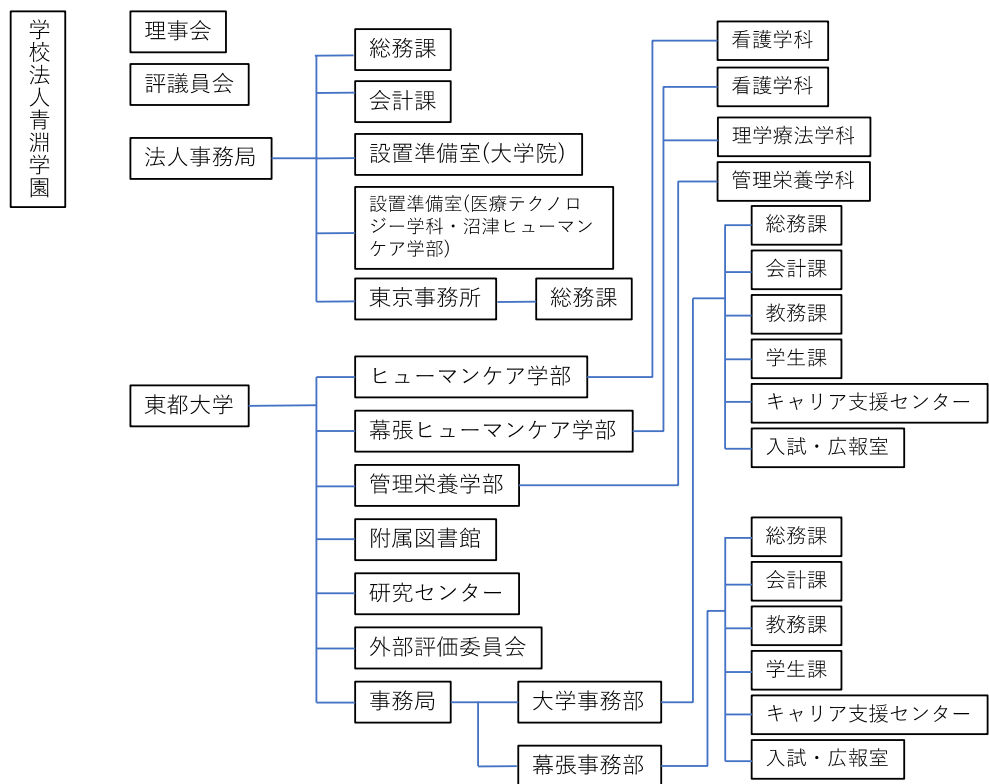 学校法人青淵学園
理事会
評議員会
法人事務局
総務課
会計課
設置準備室(大学院)
設置準備室(医療テクノロ
ジー学科・沼津ヒューマン
ケア学部)
東京事務所
総務課
東都大学
ヒューマンケア学部
幕張ヒューマンケア学部
管理栄養学部
附属図書館
研究センター
外部評価委員会
事務局
大学事務部
幕張事務部
看護学科
看護学科
理学療法学科
管理栄養学科
総務課
会計課
教務課
学生課
キャリア支援センター
入試・広報室
総務課
会計課
教務課
学生課
キャリア支援センター
入試・広報室